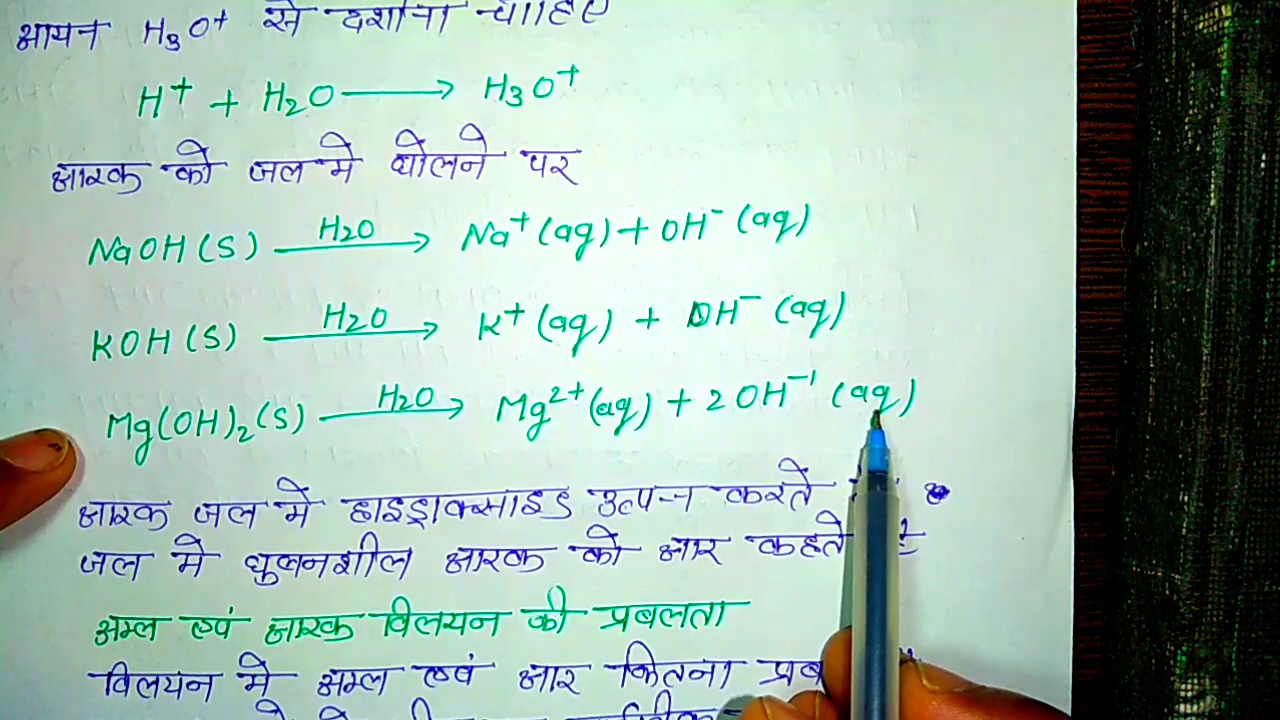 आयन H₃O⁺ से दर्शाना चाहिए
H⁺ + H₂O ⟶ H₃O⁺
क्षारक को जल मे घोलने पर
NaOH(s) —H₂O→ Na⁺(aq) + OH⁻(aq)
KOH(s) —H₂O→ K⁺(aq) + OH⁻(aq)
Mg(OH)₂(s) —H₂O→ Mg²⁺(aq) + 2OH⁻¹(aq)
क्षारक जल मे हाइड्राक्साइड उत्पन्न करते
जल मे घुलनशील क्षारक को क्षार कहते है
अम्ल एवं क्षारक विलयन की प्रबलता
विलयन मे अम्ल एवं क्षार कितना